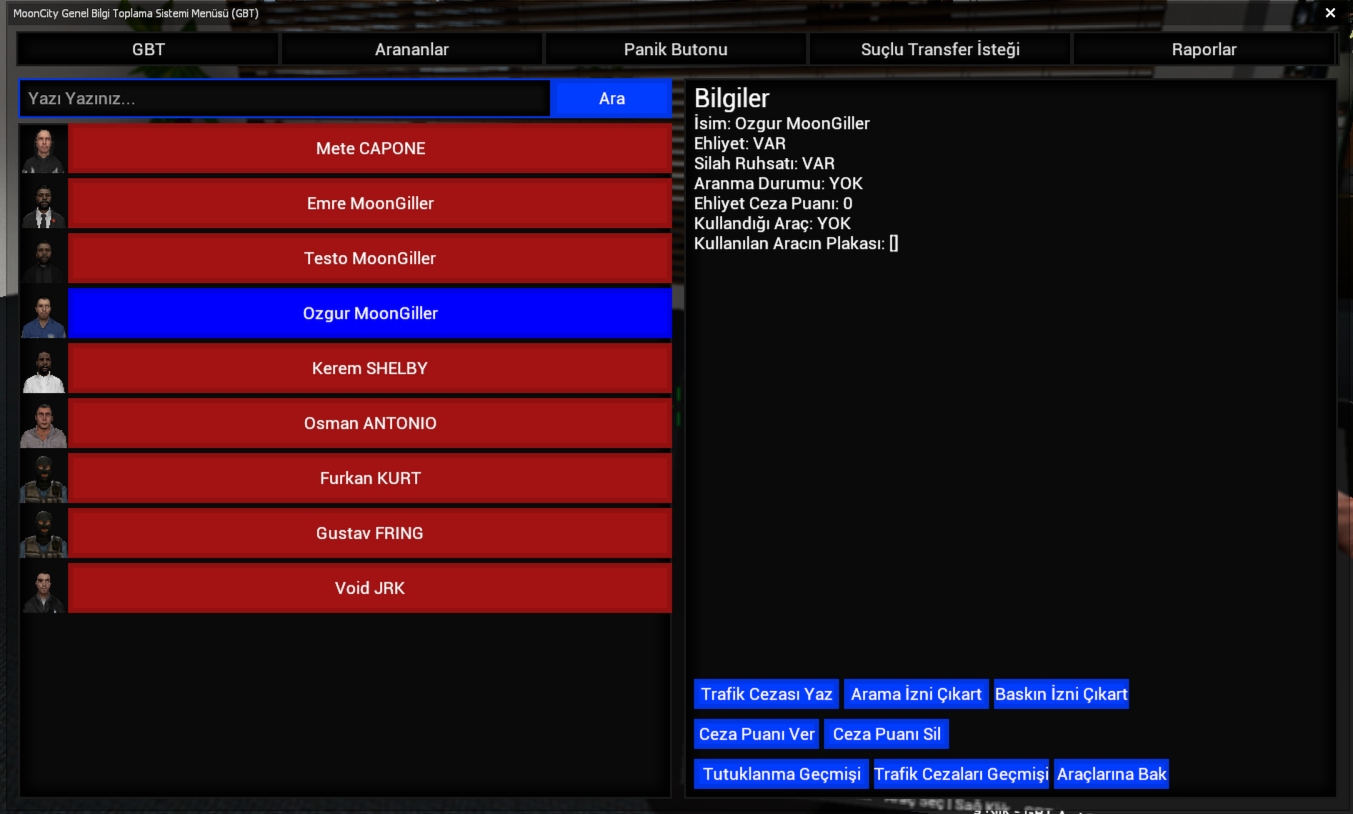 MoonCity Genel Bilgi Toplama Sistemi Menüsü (GBT)
GBT
Arananlar
Panik Butonu
Suçlu Transfer İsteği
Raporlar
Yazı Yazınız...
Ara
Mete CAPONE
Emre MoonGiller
Testo MoonGiller
Ozgur MoonGiller
Kerem SHELBY
Osman ANTONIO
Furkan KURT
Gustav FRING
Void JRK
Bilgiler
İsim: Ozgur MoonGiller
Ehliyet: VAR
Silah Ruhsatı: VAR
Aranma Durumu: YOK
Ehliyet Ceza Puanı: 0
Kullandığı Araç: YOK
Kullanılan Aracın Plakası: []
Trafik Cezası Yaz
Arama İzni Çıkart
Baskın İzni Çıkart
Ceza Puanı Ver
Ceza Puanı Sil
Tutuklanma Geçmişi
Trafik Cezaları Geçmişi
Araçlarına Bak